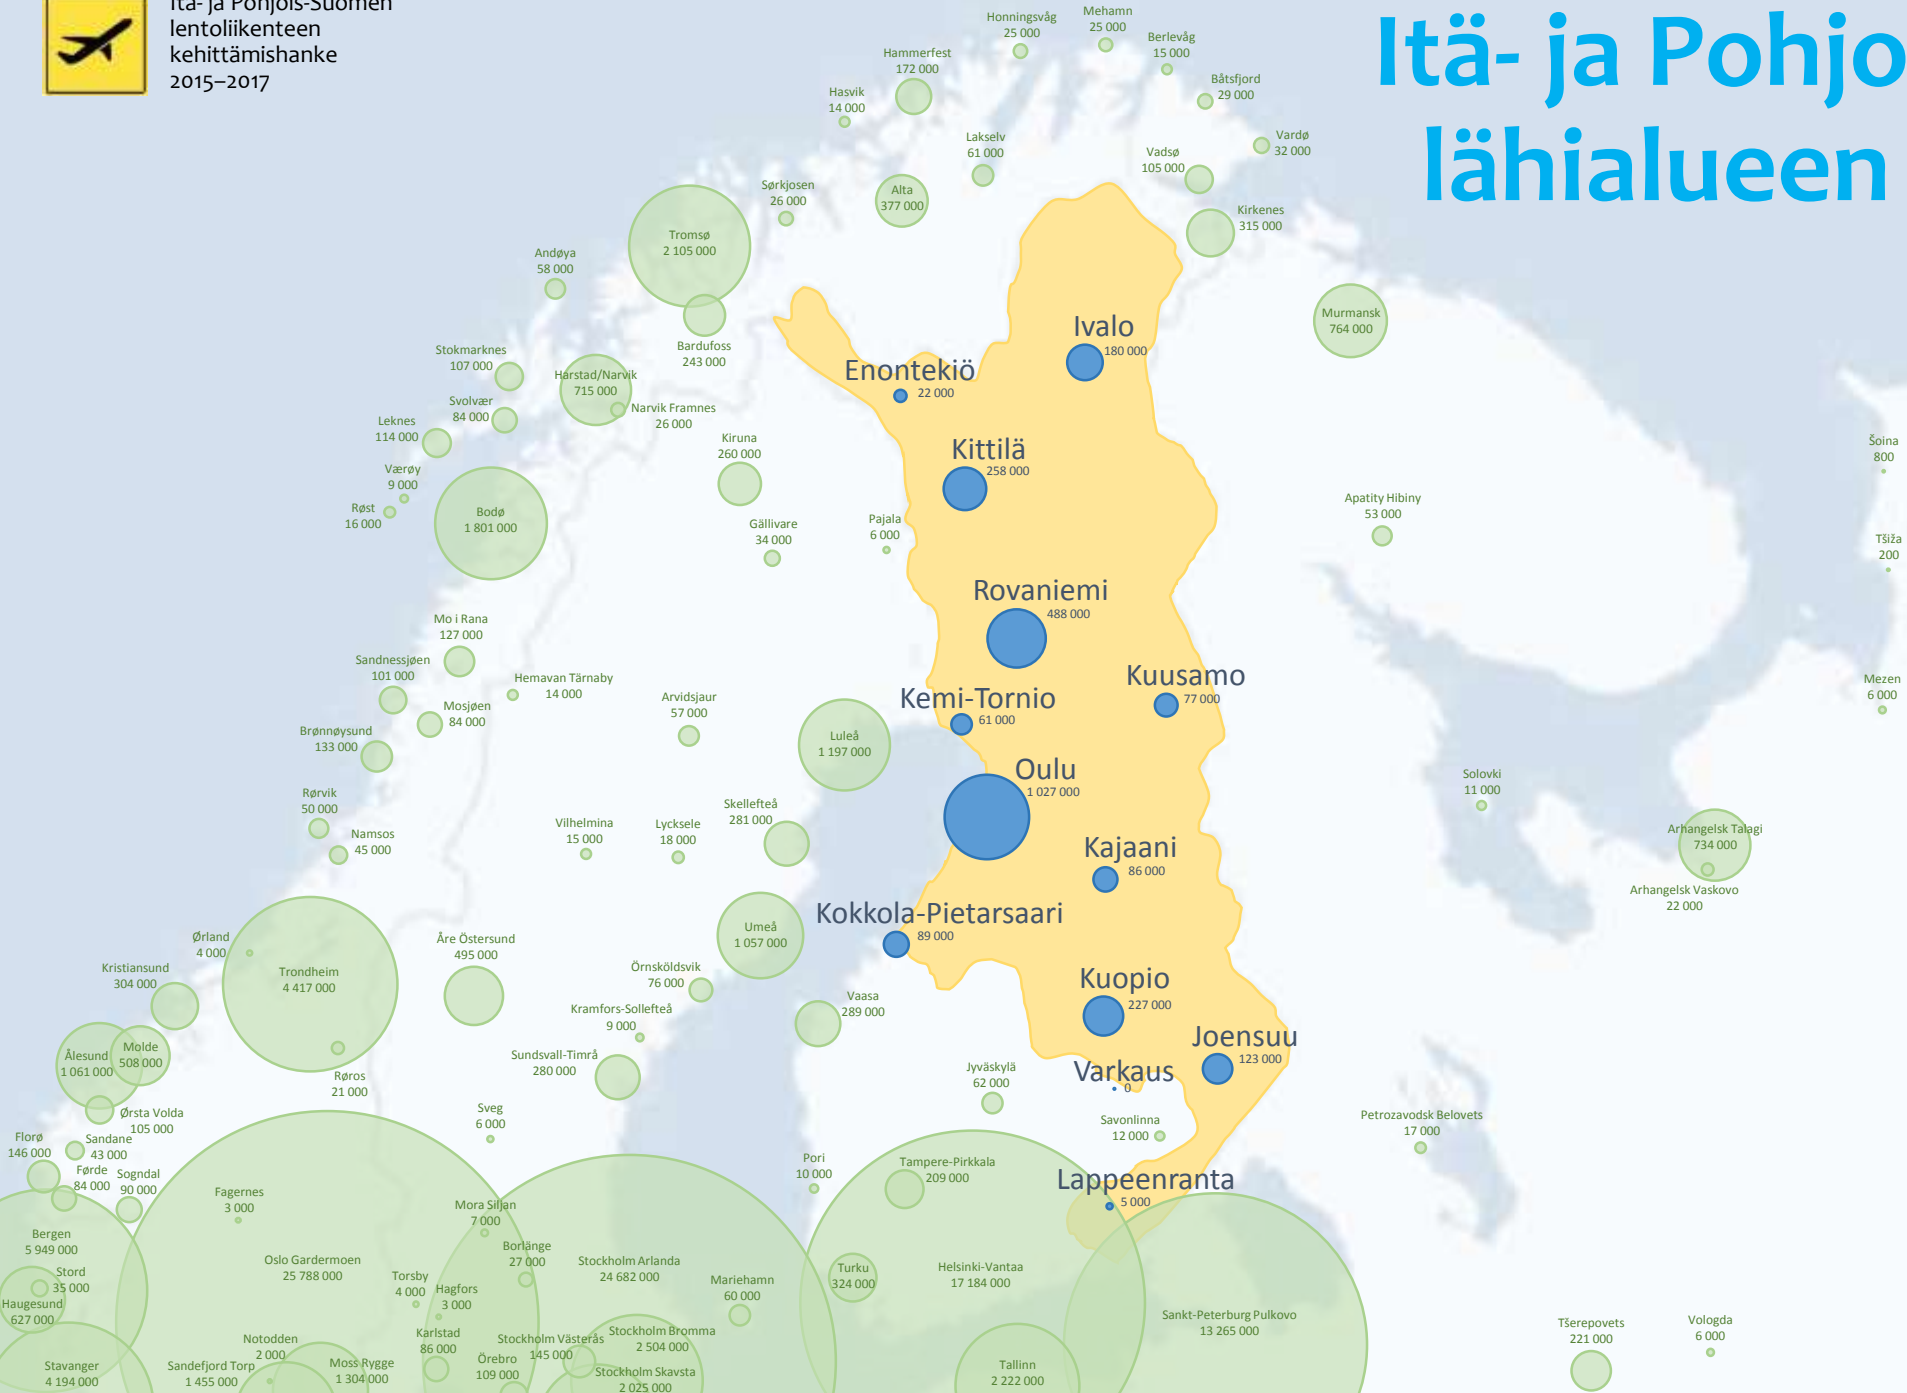 Itä- ja Pohjois-Suomen
lentoliikenteen
kehittämishanke
2015–2017
Itä- ja Pohjo
lähialueen
Honningsvåg
25 000
Mehamn
25 000
Berlevåg
15 000
Hammerfest
172 000
Båtsfjord
29 000
Hasvik
14 000
Lakselv
61 000
Vardø
32 000
Vadsø
105 000
Sørkjosen
26 000
Alta
377 000
Kirkenes
315 000
Tromsø
2 105 000
Andøya
58 000
Murmansk
764 000
Ivalo
180 000
Bardufoss
243 000
Stokmarknes
107 000
Enontekiö
22 000
Harstad/Narvik
715 000
Svolvær
84 000
Narvik Framnes
26 000
Leknes
114 000
Kiruna
260 000
Kittilä
258 000
Šoina
800
Værøy
9 000
Røst
16 000
Bodø
1 801 000
Apatity Hibiny
53 000
Gällivare
34 000
Pajala
6 000
Tšiža
200
Rovaniemi
488 000
Mo i Rana
127 000
Sandnessjøen
101 000
Hemavan Tärnaby
14 000
Kuusamo
77 000
Mezen
6 000
Arvidsjaur
57 000
Kemi-Tornio
61 000
Mosjøen
84 000
Brønnøysund
133 000
Luleå
1 197 000
Oulu
1 027 000
Solovki
11 000
Rørvik
50 000
Skellefteå
281 000
Vilhelmina
15 000
Lycksele
18 000
Namsos
45 000
Arhangelsk Talagi
734 000
Kajaani
86 000
Arhangelsk Vaskovo
22 000
Kokkola-Pietarsaari
89 000
Umeå
1 057 000
Ørland
4 000
Åre Östersund
495 000
Kristiansund
304 000
Trondheim
4 417 000
Örnsköldsvik
76 000
Kuopio
227 000
Vaasa
289 000
Kramfors-Sollefteå
9 000
Joensuu
123 000
Molde
508 000
Ålesund
1 061 000
Sundsvall-Timrå
280 000
Røros
21 000
Jyväskylä
62 000
Varkaus
0
Ørsta Volda
105 000
Sveg
6 000
Savonlinna
12 000
Petrozavodsk Belovets
17 000
Florø
146 000
Sandane
43 000
Førde
84 000
Sogndal
90 000
Pori
10 000
Tampere-Pirkkala
209 000
Lappeenranta
5 000
Fagernes
3 000
Mora Siljan
7 000
Bergen
5 949 000
Borlänge
27 000
Oslo Gardermoen
25 788 000
Stockholm Arlanda
24 682 000
Stord
35 000
Torsby
4 000
Hagfors
3 000
Mariehamn
60 000
Turku
324 000
Helsinki-Vantaa
17 184 000
Haugesund
627 000
Sankt-Peterburg Pulkovo
13 265 000
Tšerepovets
221 000
Vologda
6 000
Notodden
2 000
Karlstad
86 000
Stockholm Västerås
145 000
Stockholm Bromma
2 504 000
Stavanger
4 194 000
Sandefjord Torp
1 455 000
Moss Rygge
1 304 000
Örebro
109 000
Stockholm Skavsta
2 025 000
Tallinn
2 222 000